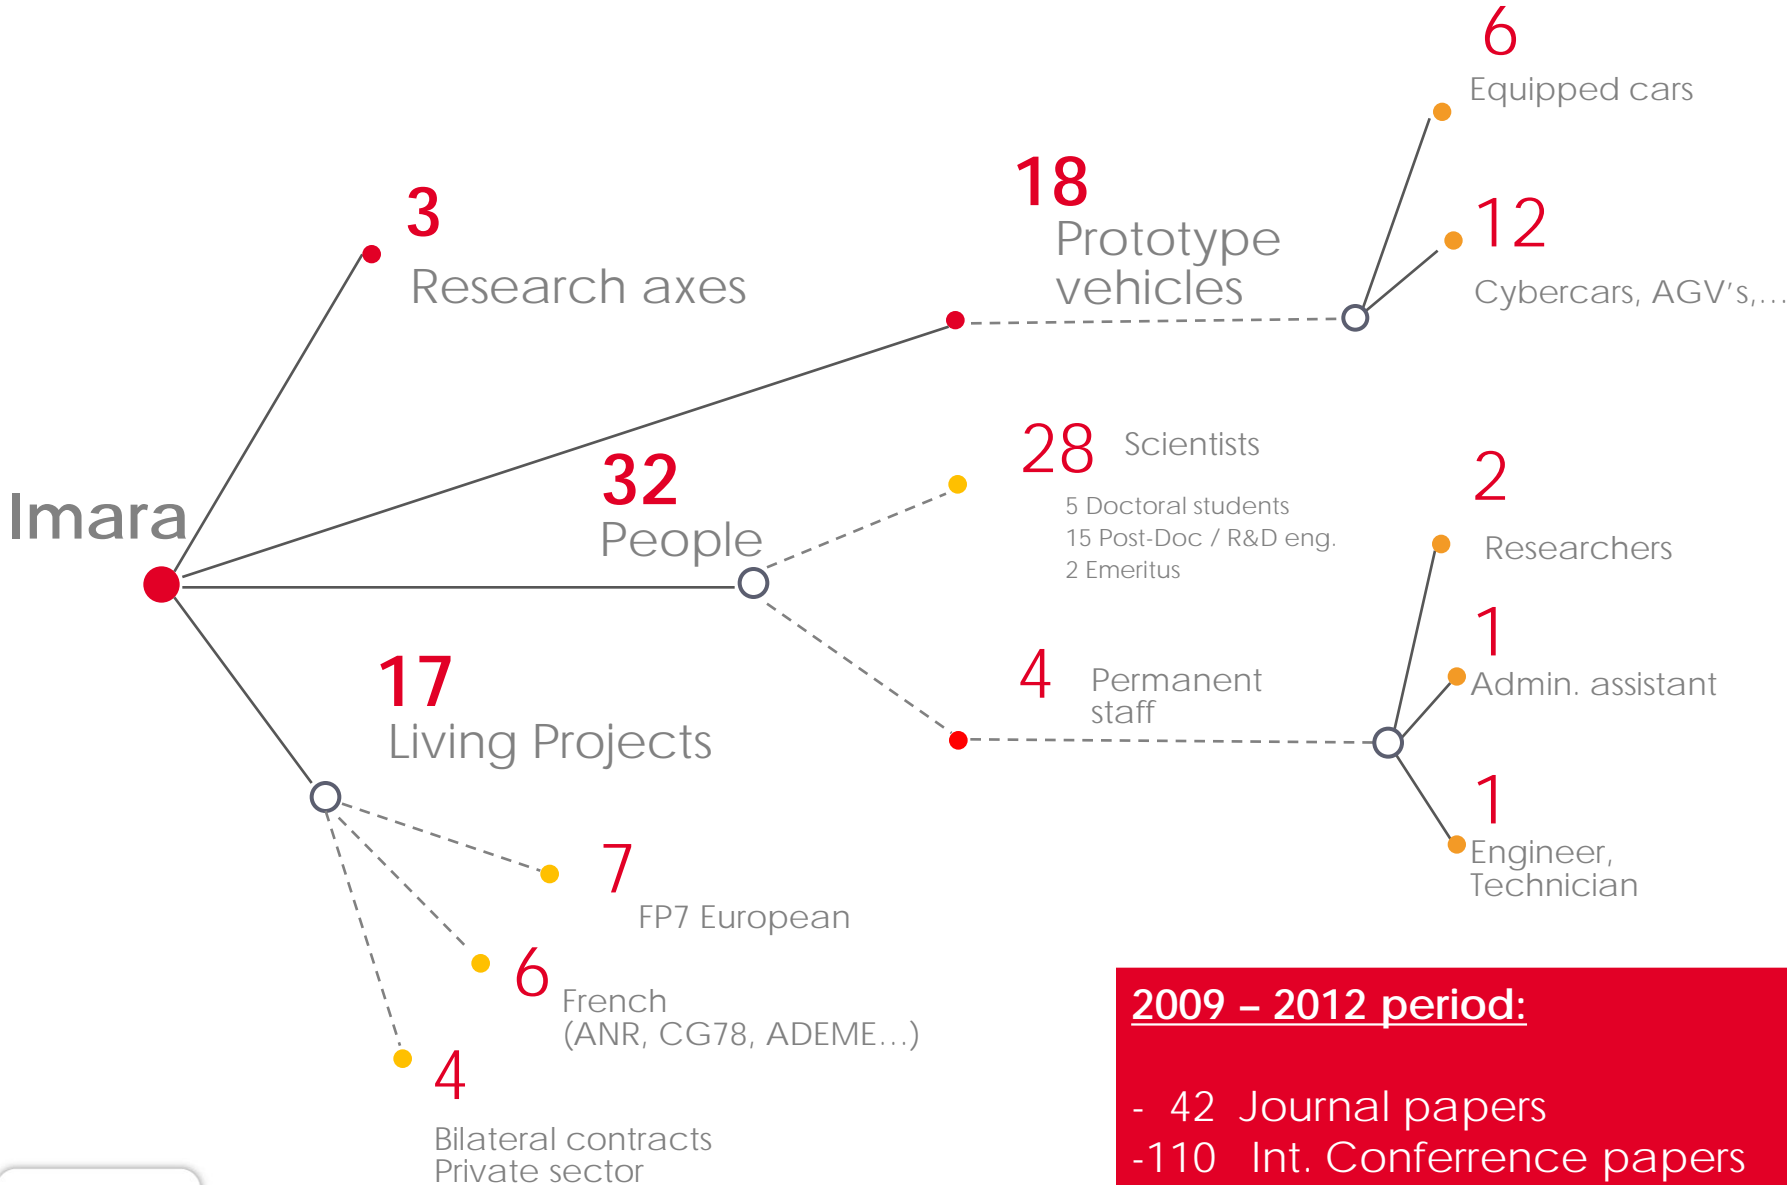 Imara
3
Research axes
18
Prototype
vehicles
6
Equipped cars
12
Cybercars, AGV's,...
32
People
28 Scientists
5 Doctoral students
15 Post-Doc / R&D eng.
2 Emeritus
4 Permanent
staff
2
Researchers
1
Admin. assistant
1
Engineer,
Technician
17
Living Projects
7
FP7 European
6
French
(ANR, CG78, ADEME...)
4
Bilateral contracts
Private sector
2009 – 2012 period:
- 42 Journal papers
-110 Int. Conferrence papers